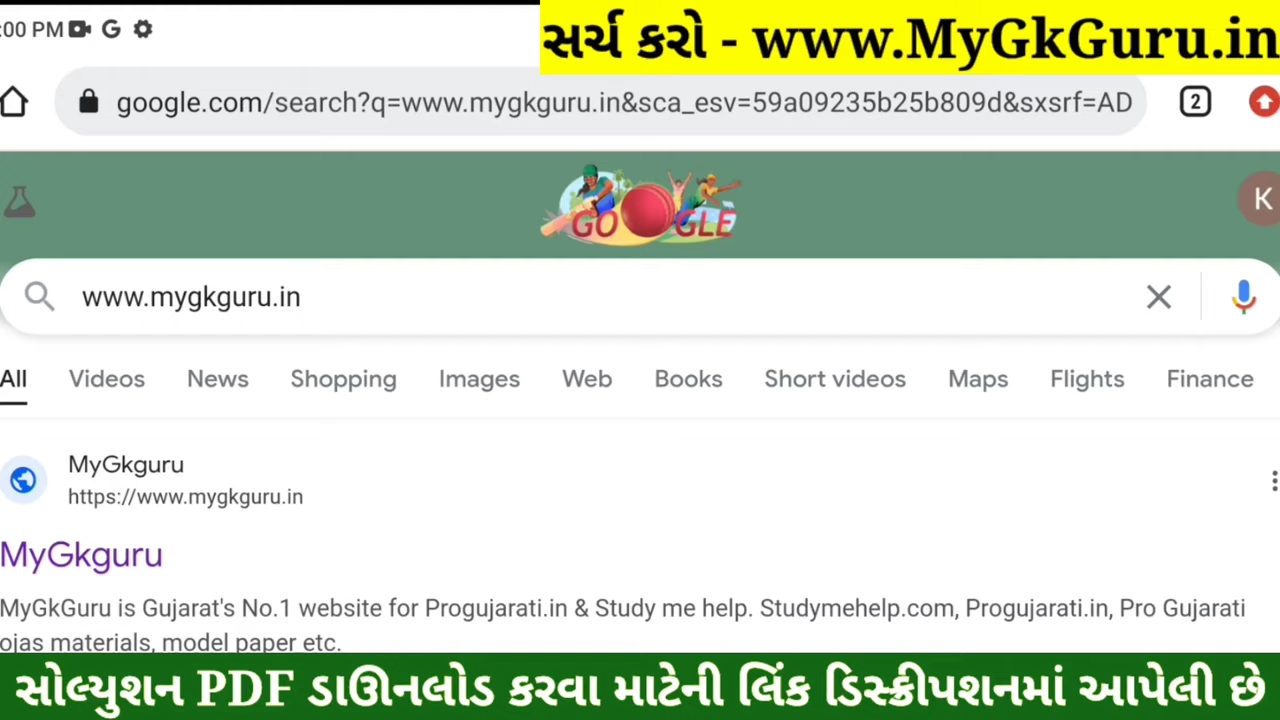 :00 PM
સર્ચ કરો - www.MyGkGuru.in
google.com/search?q=www.mygkguru.in&sca_esv=59a09235b25b809d&sxsrf=AD
2
GOOGLE
K
www.mygkguru.in
All Videos News Shopping Images Web Books Short videos Maps Flights Finance
MyGkguru
https://www.mygkguru.in
MyGkguru
MyGkGuru is Gujarat's No.1 website for Progujarati.in & Study me help. Studymehelp.com, Progujarati.in, Pro Gujarati
ojas materials, model paper etc.
સોલ્યુશન PDF ડાઊનલોડ કરવા માટેની લિંક ડિસ્ક્રીપશનમાં આપેલી છે